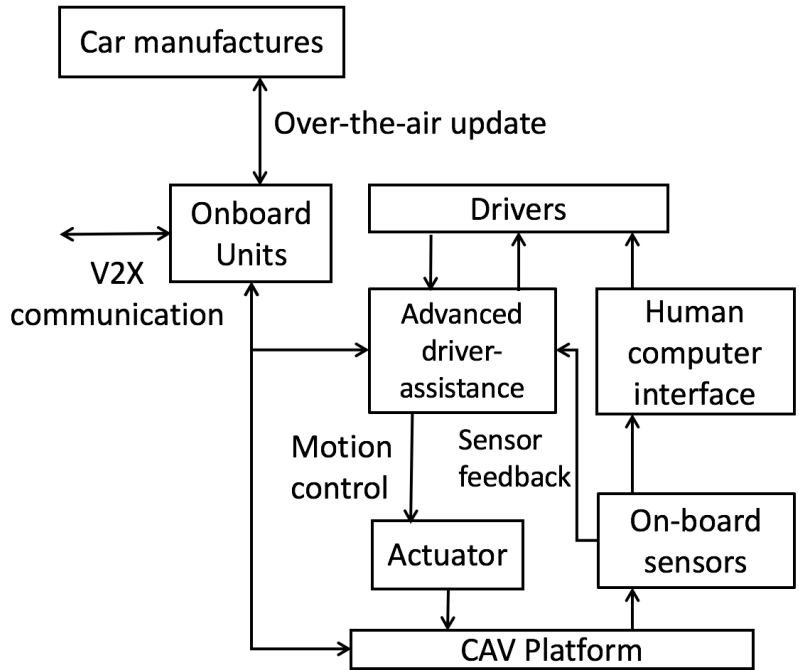 Car manufactures
Over-the-air update
Onboard
Units
Drivers
V2X
communication
Advanced
driver-
assistance
Human
computer
interface
Motion
control
Sensor
feedback
On-board
sensors
Actuator
CAV Platform